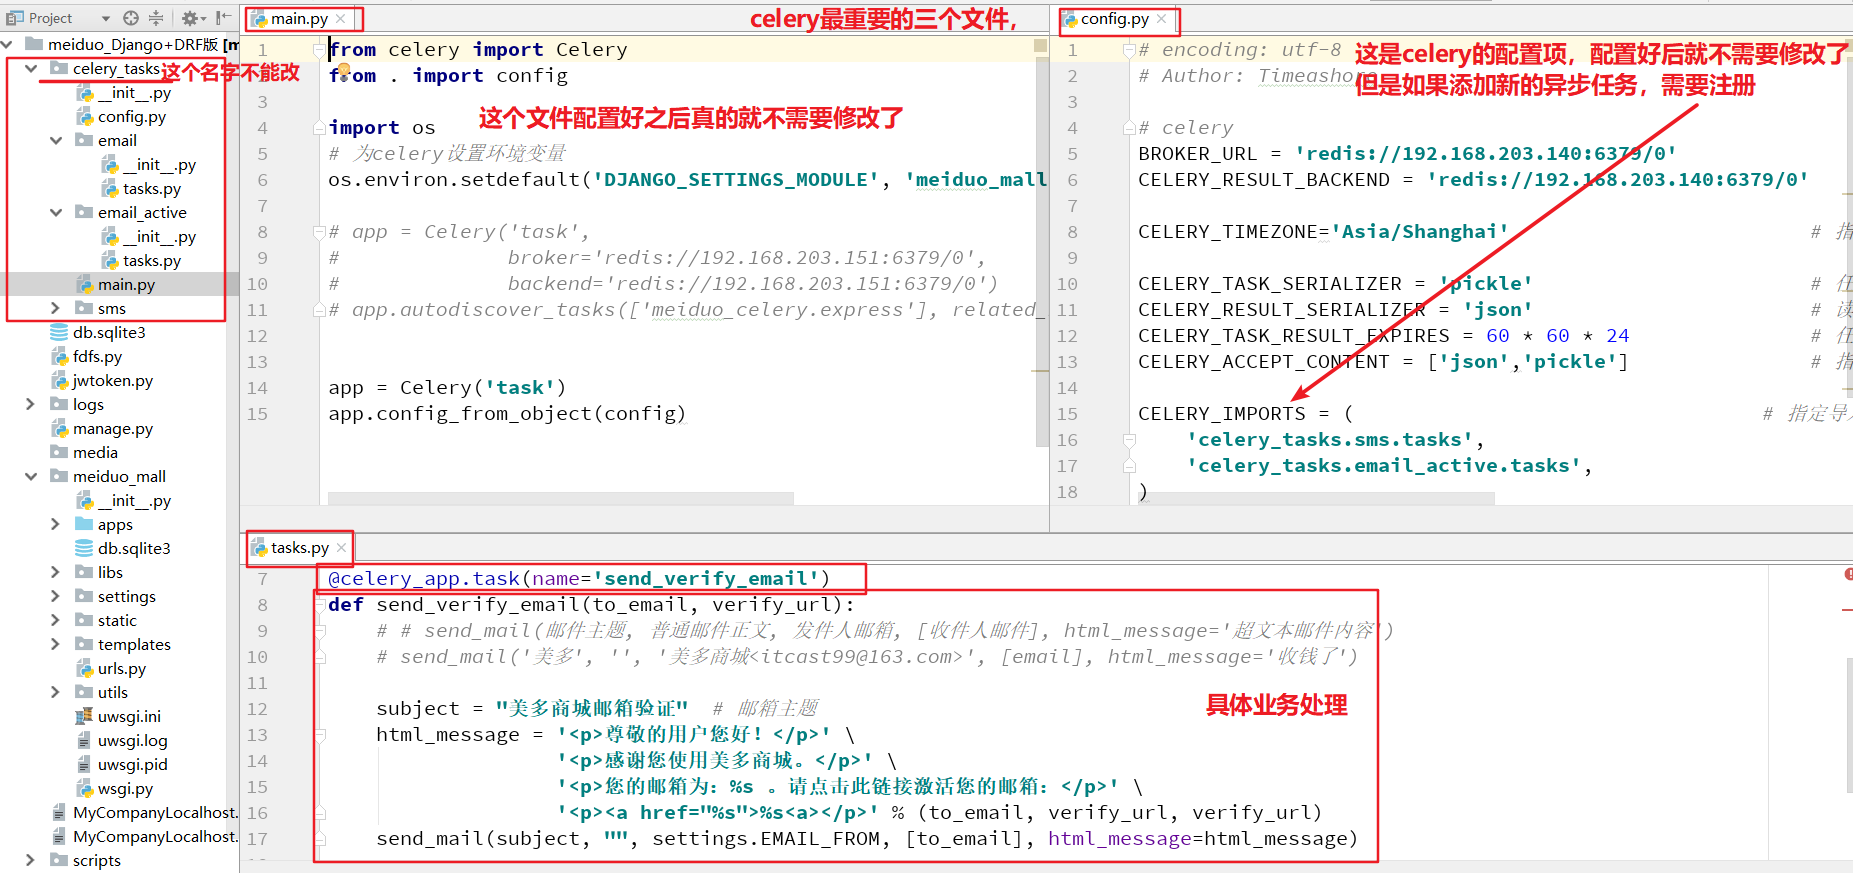 Project
meiduo_Django+DRF版 [m
celery_tasks
这个名字不能改
__init__.py
config.py
email
__init__.py
tasks.py
email_active
__init__.py
tasks.py
main.py
sms
db.sqlite3
fdfs.py
jwtoken.py
logs
manage.py
media
meiduo_mall
__init__.py
apps
db.sqlite3
libs
settings
static
templates
urls.py
utils
uwsgi.ini
uwsgi.log
uwsgi.pid
wsgi.py
MyCompanyLocalhost.
MyCompanyLocalhost.
scripts
main.py
celery最重要的三个文件，
1 from celery import Celery
from . import config
3
这个文件配置好之后真的就不需要修改了
4 import os
5 # 为celery设置环境变量
6 os.environ.setdefault('DJANGO_SETTINGS_MODULE', 'meiduo_mall
7
8 # app = Celery('task',
9 # broker='redis://192.168.203.151:6379/0',
10 # backend='redis://192.168.203.151:6379/0')
11 # app.autodiscover_tasks(['meiduo_celery.express'], related_
12
13
14 app = Celery('task')
15 app.config_from_object(config)
config.py
1 # encoding: utf-8
这是celery的配置项，配置好后就不需要修改了
2 # Author: Timeashore
但是如果添加新的异步任务，需要注册
3
4 # celery
5 BROKER_URL = 'redis://192.168.203.140:6379/0'
6 CELERY_RESULT_BACKEND = 'redis://192.168.203.140:6379/0'
7
8 CELERY_TIMEZONE='Asia/Shanghai' # 指
9
10 CELERY_TASK_SERIALIZER = 'pickle' # 任
11 CELERY_RESULT_SERIALIZER = 'json' # 读
12 CELERY_TASK_RESULT_EXPIRES = 60 * 60 * 24 # 任
13 CELERY_ACCEPT_CONTENT = ['json','pickle'] # 指
14
15 CELERY_IMPORTS = ( # 指定导
16 'celery_tasks.sms.tasks',
17 'celery_tasks.email_active.tasks',
18 )
tasks.py
7 @celery_app.task(name='send_verify_email')
8 def send_verify_email(to_email, verify_url):
9 # # send_mail(邮件主题, 普通邮件正文, 发件人邮箱, [收件人邮件], html_message='超文本邮件内容')
10 # send_mail('美多', '', '美多商城<itcast99@163.com>', [email], html_message='收钱了')
11
12 subject = "美多商城邮箱验证" # 邮箱主题
具体业务处理
13 html_message = '<p>尊敬的用户您好！</p>' \
14 '<p>感谢您使用美多商城。</p>' \
15 '<p>您的邮箱为：%s 。请点击此链接激活您的邮箱：</p>' \
16 '<p><a href="%s">%s<a></p>' % (to_email, verify_url, verify_url)
17 send_mail(subject, "", settings.EMAIL_FROM, [to_email], html_message=html_message)